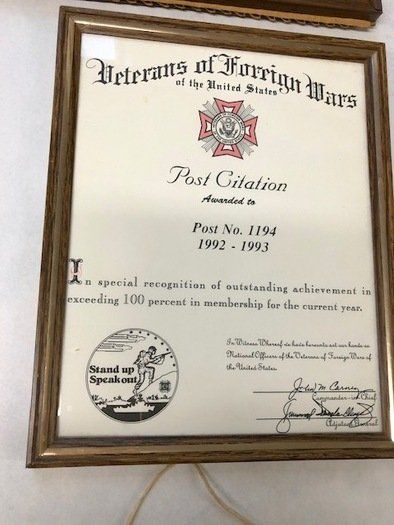 Veterans of Foreign Wars
of the United States
Post Citation
Awarded to
Post No. 1194
1992 - 1993
In special recognition of outstanding achievement in
exceeding 100 percent in membership for the current year.
Stand up
Speak out
In Witness Whereof we have hereunto set our hands as
National Officers of the Veterans of Foreign Wars of
the United States.
John M. Carney
Commander-in-Chief
Adjutant General